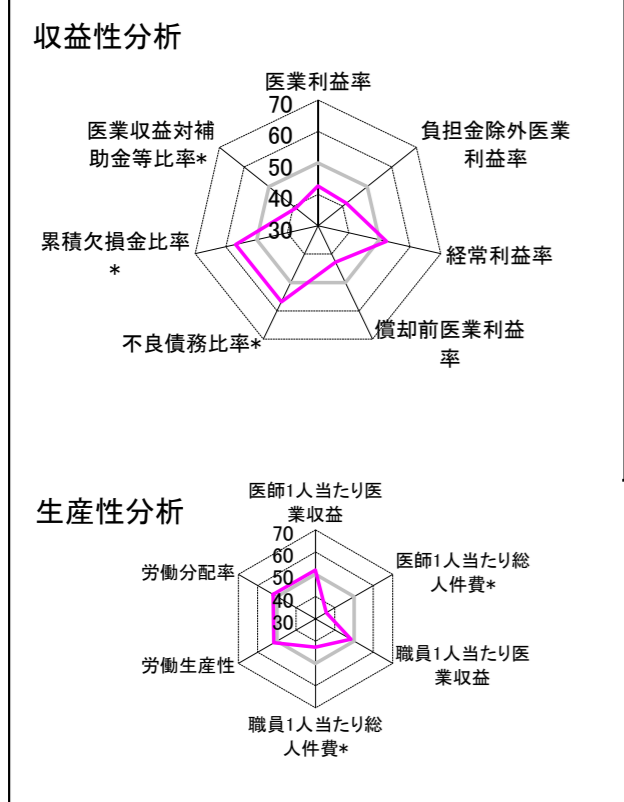 収益性分析
医業利益率
負担金除外医業
利益率
経常利益率
償却前医業利益
率
不良債務比率*
累積欠損金比率
*
医業収益対補
助金等比率*
70
60
50
40
30
生産性分析
医師1人当たり医
業収益
医師1人当たり総
人件費*
職員1人当たり医
業収益
職員1人当たり総
人件費*
労働生産性
労働分配率
70
60
50
40
30